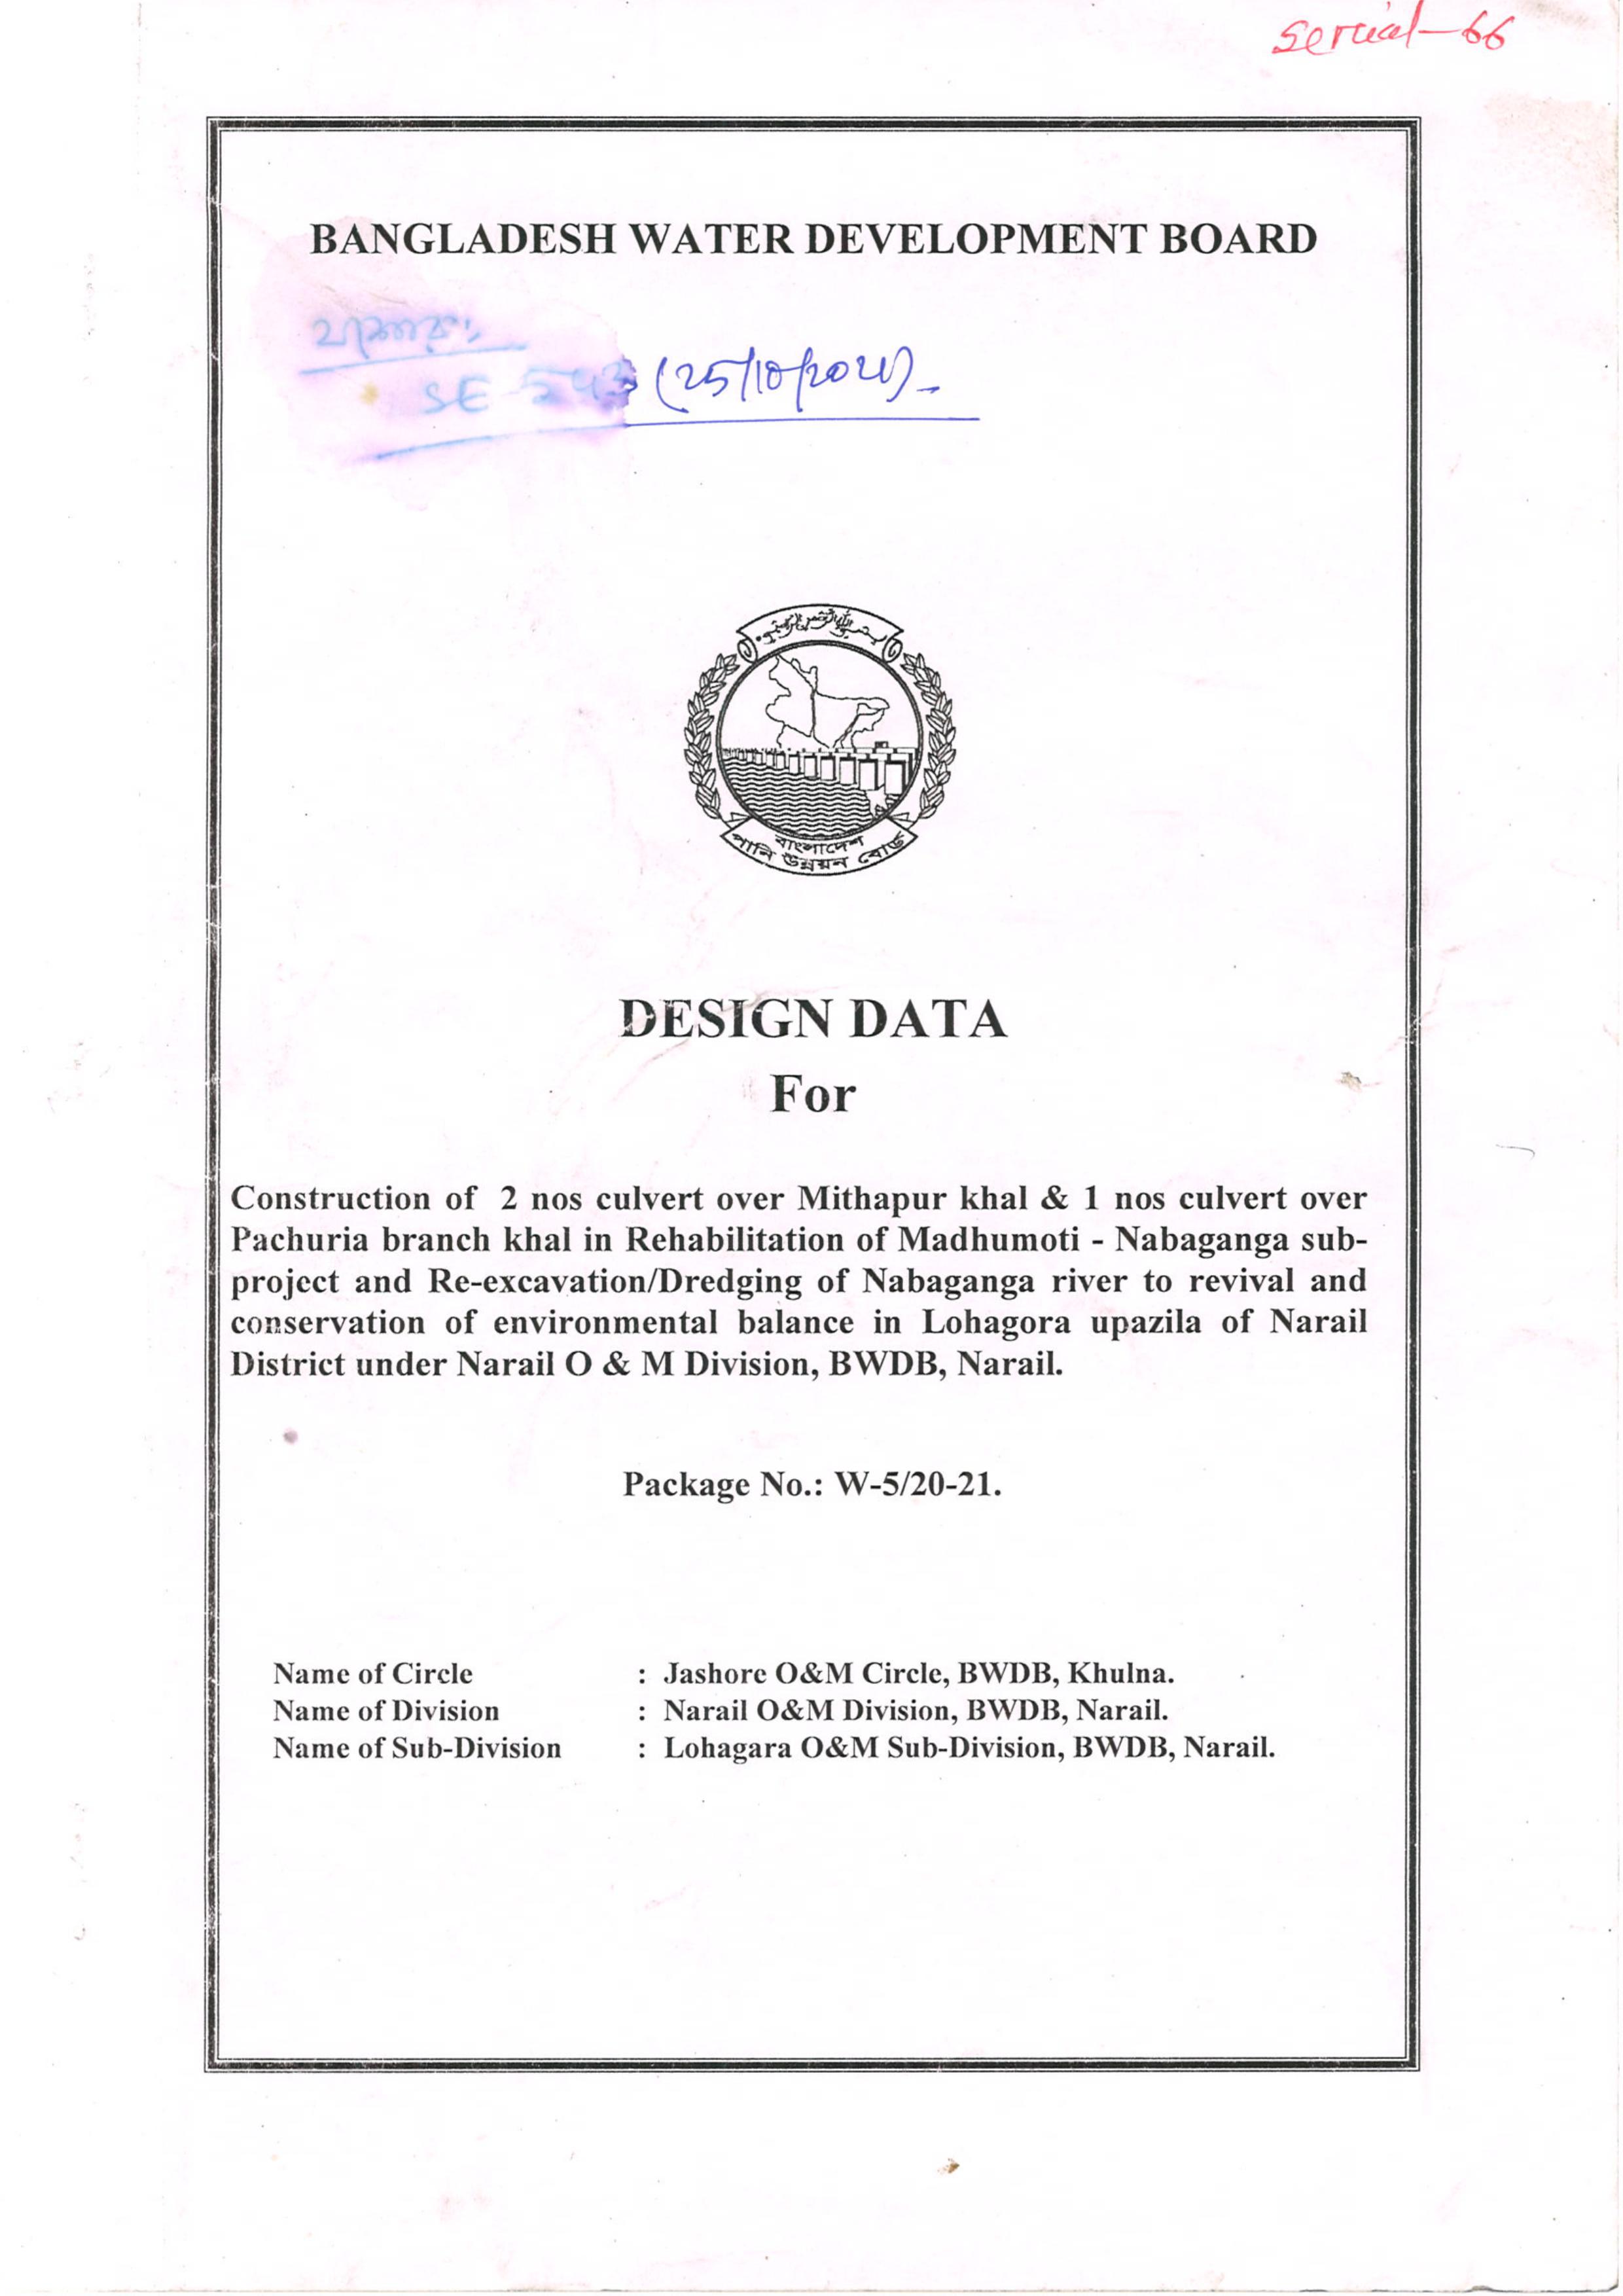 Serial-66
BANGLADESH WATER DEVELOPMENT BOARD
SE-543 (25/10/2021)
বাংলাদেশ
পানি উন্নয়ন বোর্ড
DESIGN DATA
For
Construction of 2 nos culvert over Mithapur khal & 1 nos culvert over
Pachuria branch khal in Rehabilitation of Madhumoti - Nabaganga sub-
project and Re-excavation/Dredging of Nabaganga river to revival and
conservation of environmental balance in Lohagora upazila of Narail
District under Narail O & M Division, BWDB, Narail.
Package No.: W-5/20-21.
Name of Circle : Jashore O&M Circle, BWDB, Khulna.
Name of Division : Narail O&M Division, BWDB, Narail.
Name of Sub-Division : Lohagara O&M Sub-Division, BWDB, Narail.